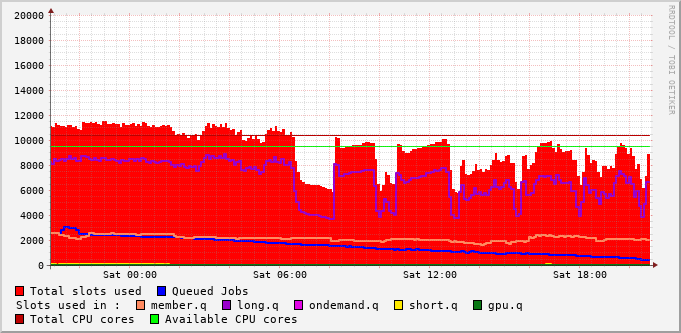 20000
18000
16000
14000
12000
10000
8000
6000
4000
2000
0
Sat 00:00 Sat 06:00 Sat 12:00 Sat 18:00
RRDTOOL / TOBI OETIKER
Total slots used Queued Jobs
Slots used in : member.q long.q ondemand.q short.q gpu.q
Total CPU cores Available CPU cores